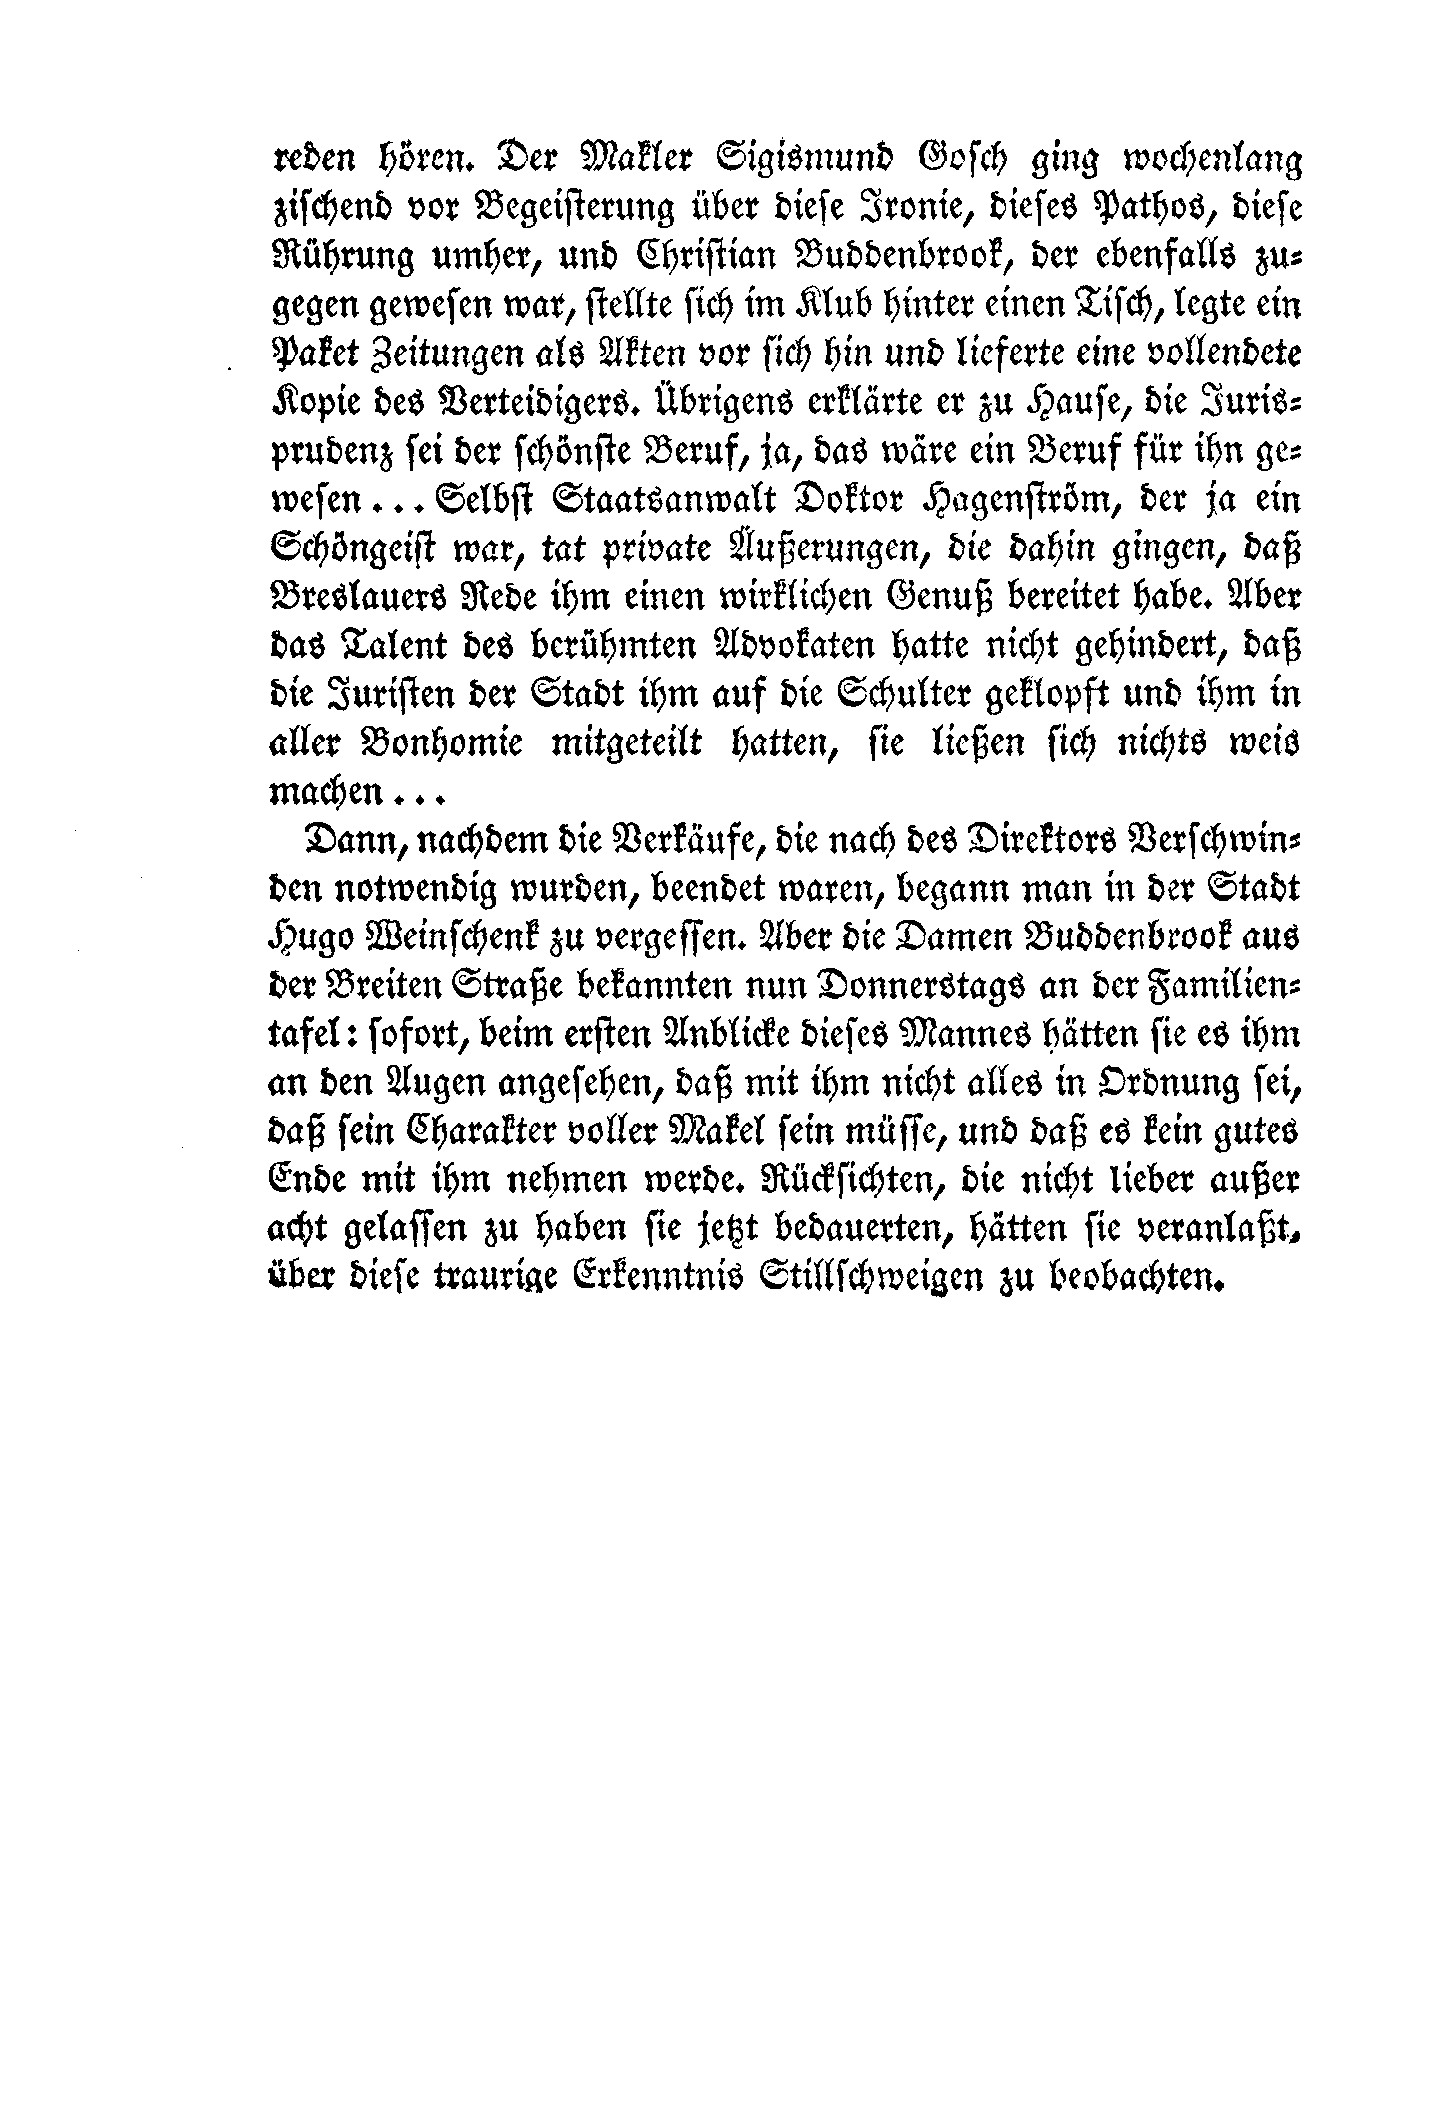 reden hören. Der Makler Sigismund Gosch ging wochenlang
zischend vor Begeisterung über diese Ironie, dieses Pathos, diese
Rührung umher, und Christian Buddenbrook, der ebenfalls zu-
gegen gewesen war, stellte sich im Klub hinter einen Tisch, legte ein
Paket Zeitungen als Akten vor sich hin und lieferte eine vollendete
Kopie des Verteidigers. Übrigens erklärte er zu Hause, die Juris-
prudenz sei der schönste Beruf, ja, das wäre ein Beruf für ihn ge-
wesen... Selbst Staatsanwalt Doktor Hagenström, der ja ein
Schöngeist war, tat private Äußerungen, die dahin gingen, daß
Breslauers Rede ihm einen wirklichen Genuß bereitet habe. Aber
das Talent des berühmten Advokaten hatte nicht gehindert, daß
die Juristen der Stadt ihm auf die Schulter geklopft und ihm in
aller Bonhomie mitgeteilt hatten, sie ließen sich nichts weis
machen...
Dann, nachdem die Verkäufe, die nach des Direktors Verschwin-
den notwendig wurden, beendet waren, begann man in der Stadt
Hugo Weinschenk zu vergessen. Aber die Damen Buddenbrook aus
der Breiten Straße bekannten nun Donnerstags an der Familien-
tafel: sofort, beim ersten Anblicke dieses Mannes hätten sie es ihm
an den Augen angesehen, daß mit ihm nicht alles in Ordnung sei,
daß sein Charakter voller Makel sein müsse, und daß es kein gutes
Ende mit ihm nehmen werde. Rücksichten, die nicht lieber außer
acht gelassen zu haben sie jetzt bedauerten, hätten sie veranlaßt,
über diese traurige Erkenntnis Stillschweigen zu beobachten.